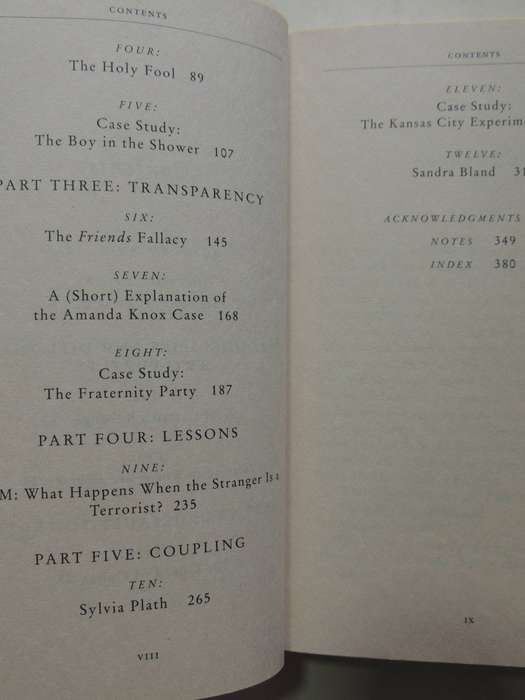 CONTENTS
FOUR:
The Holy Fool 89
FIVE:
Case Study:
The Boy in the Shower 107
PART THREE: TRANSPARENCY
SIX:
The Friends Fallacy 145
SEVEN:
A (Short) Explanation of
the Amanda Knox Case 168
EIGHT:
Case Study:
The Fraternity Party 187
PART FOUR: LESSONS
NINE:
What Happens When the Stranger Is a
Terrorist? 235
PART FIVE: COUPLING
TEN:
Sylvia Plath 265
VIII
CONTENTS
ELEVEN:
Case Study:
The Kansas City
TWELVE:
Sandra Bland
ACKNOWLEDGMENTS
NOTES 349
INDEX 380
IX